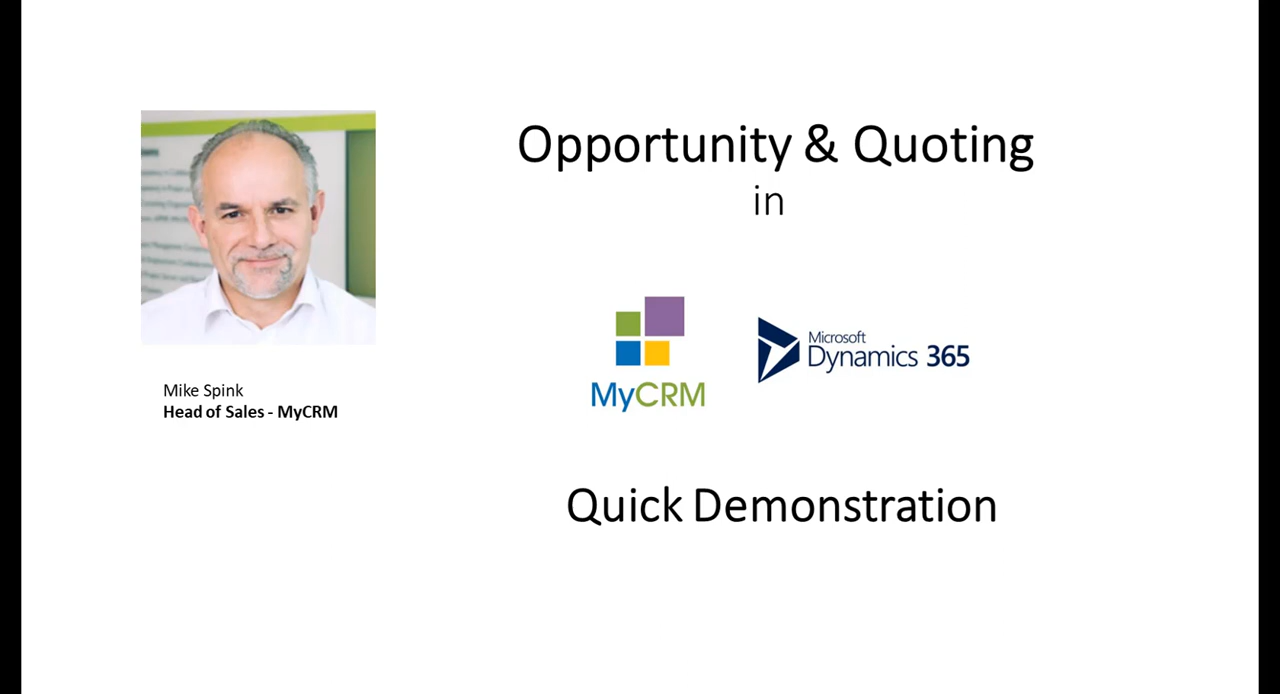 Opportunity & Quoting
in
MyCRM
Microsoft
Dynamics 365
Mike Spink
Head of Sales - MyCRM
Quick Demonstration